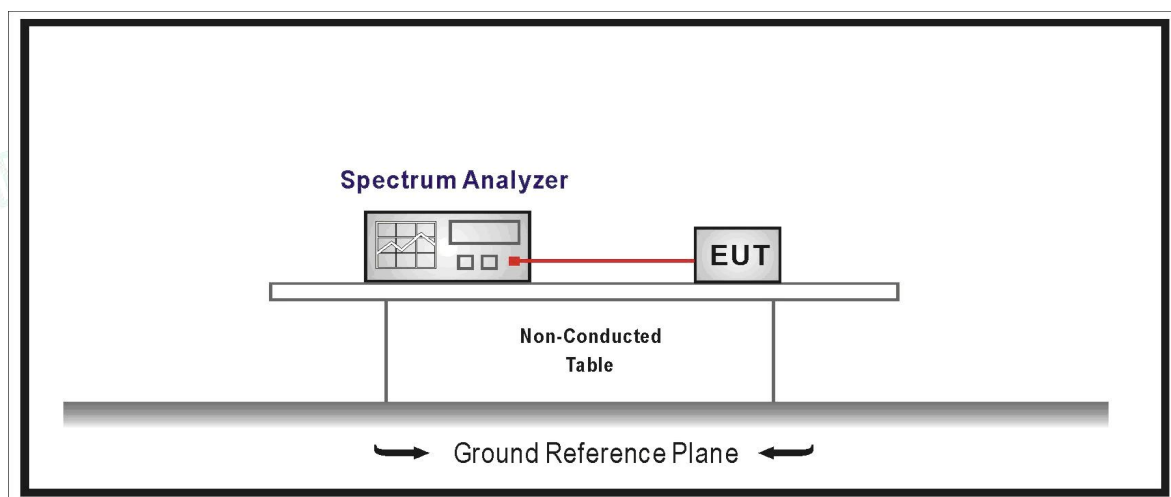 Spectrum Analyzer
EUT
Non-Conducted
Table
Ground Reference Plane